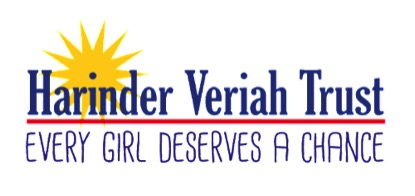 Harinder Veriah Trust
EVERY GIRL DESERVES A CHANCE